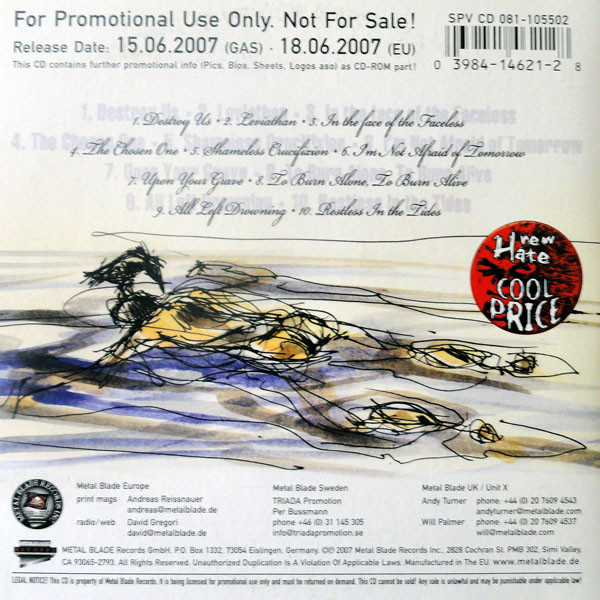 For Promotional Use Only. Not For Sale!
SPV CD 081-105502
Release Date: 15.06.2007 (GAS) · 18.06.2007 (EU)
This CD contains further promotional info (Pics, Bios, Sheets, Logos aso) as CD-ROM part!
0 3984-14621-2 8
1. Destroy Us • 2. Leviathan • 3. In the face of the Faceless
4. The Chosen One • 5. Shameless Crucifixion • 6. I'm Not Afraid of Tomorrow
7. Upon Your Grave • 8. To Burn Alone, To Burn Alive
9. All Left Drowning • 10. Restless In the Tides
new
Hate
COOL
PRICE
METAL BLADE RECORDS
Metal Blade Europe
print mags Andreas Reissnauer
andreas@metalblade.de
radio/web David Gregori
david@metalblade.de
Metal Blade Sweden
TRIADA Promotion
Per Bussmann
phone: +46 (0) 31 145 305
info@triadapromotion.se
Metal Blade UK / Unit X
Andy Turner phone: +44 (0) 20 7609 4543
andyturner@metalblade.com
Will Palmer phone: +44 (0) 20 7609 4537
will@metalblade.com
METAL BLADE RECORDS GmbH, P.O. Box 1332, 73054 Eislingen, Germany. ©℗ 2007 Metal Blade Records Inc., 2828 Cochran St. PMB 302, Simi Valley,
CA 93065-2793. All Rights Reserved. Unauthorized Duplication Is A Violation Of Applicable Laws. Manufactured in The EU. www.metalblade.de
LEGAL NOTICE! This CD is property of Metal Blade Records. It is being licensed for promotional use only and must be returned on demand. This CD cannot be sold! Any sale is unlawful and may be punishable under applicable law!